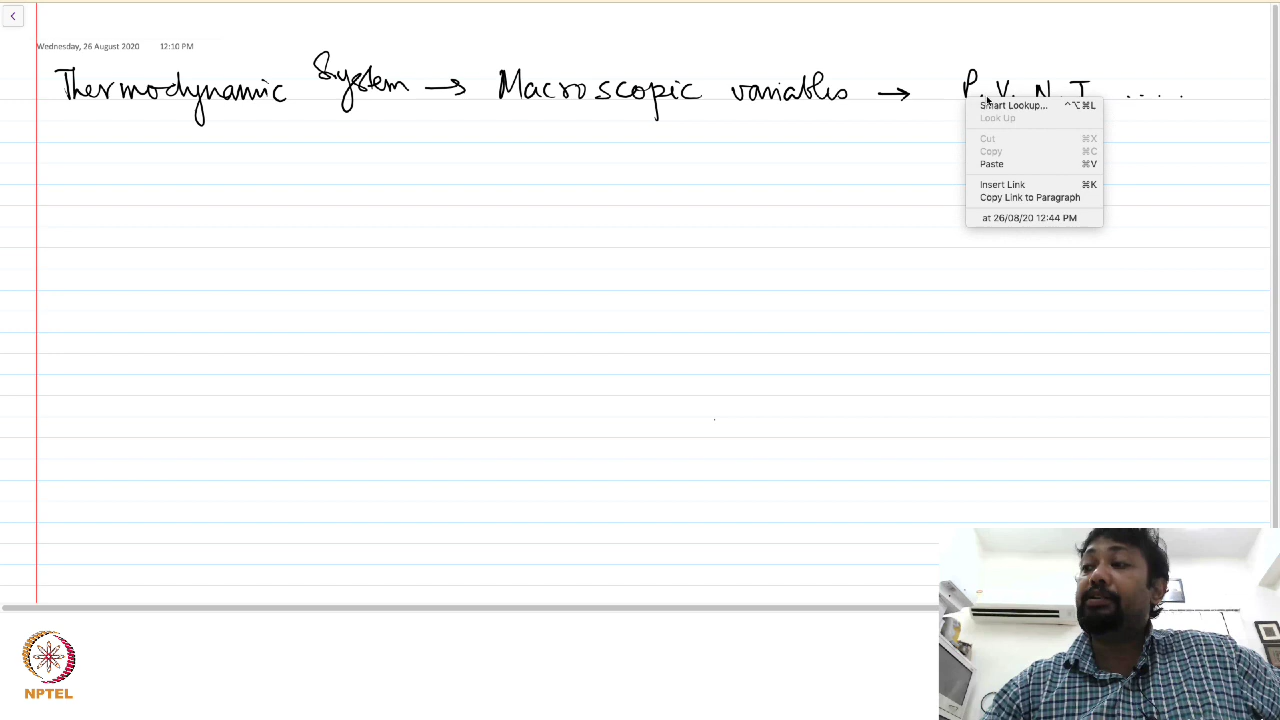 Wednesday, 26 August 2020 12:10 PM
Thermodynamic System → Macroscopic variables → P, V, N, T ....
Smart Lookup... ^⌥⌘L
Look Up
Cut ⌘X
Copy ⌘C
Paste ⌘V
Insert Link ⌘K
Copy Link to Paragraph
at 26/08/20 12:44 PM
NPTEL